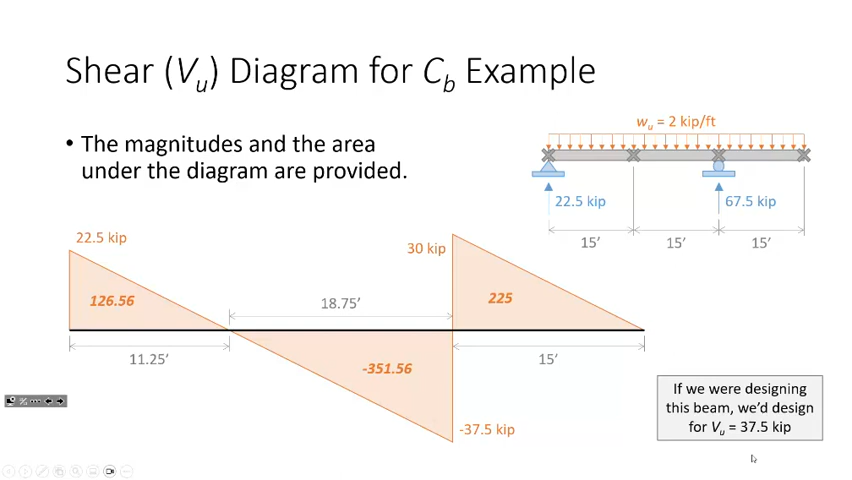 Shear (Vu) Diagram for Cb Example
• The magnitudes and the area
under the diagram are provided.
wu = 2 kip/ft
22.5 kip
67.5 kip
15′
15′
15′
22.5 kip
30 kip
126.56
18.75′
225
11.25′
-351.56
15′
-37.5 kip
If we were designing
this beam, we’d design
for Vu = 37.5 kip